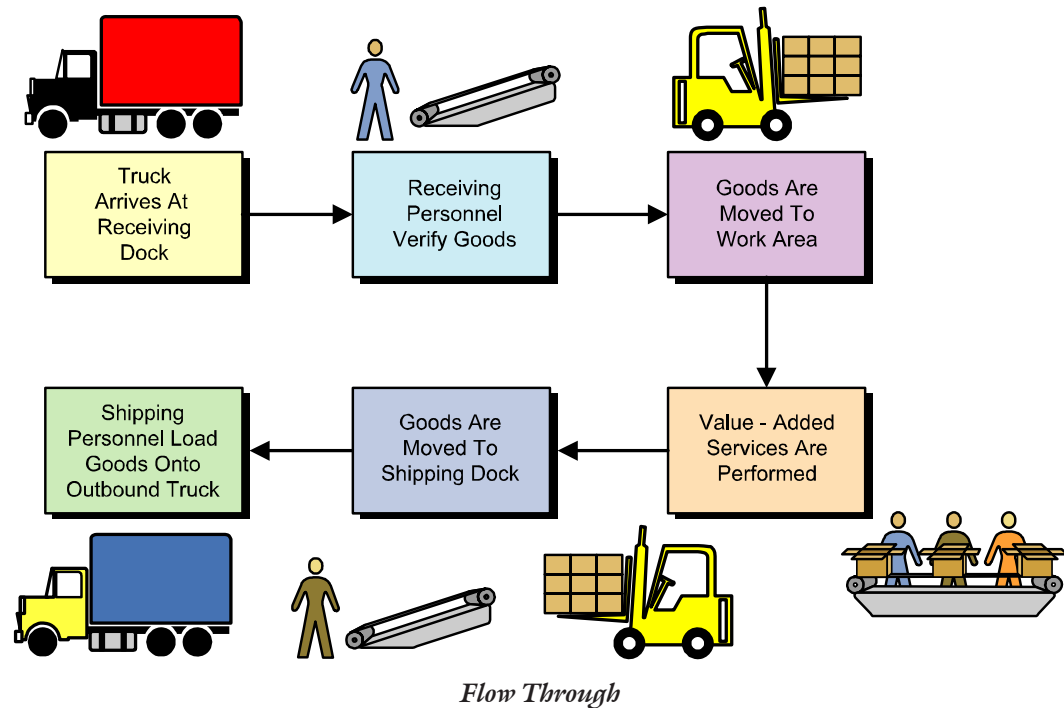 Truck
Arrives At
Receiving
Dock
Receiving
Personnel
Verify Goods
Goods Are
Moved To
Work Area
Value - Added
Services Are
Performed
Goods Are
Moved To
Shipping Dock
Shipping
Personnel Load
Goods Onto
Outbound Truck
Flow Through